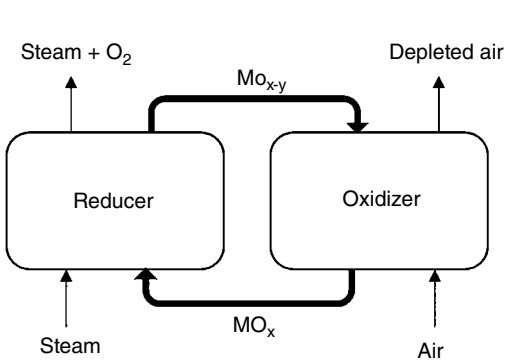 Steam + O₂
Depleted air
Moₓ₋y
Reducer
Oxidizer
MOₓ
Steam
Air